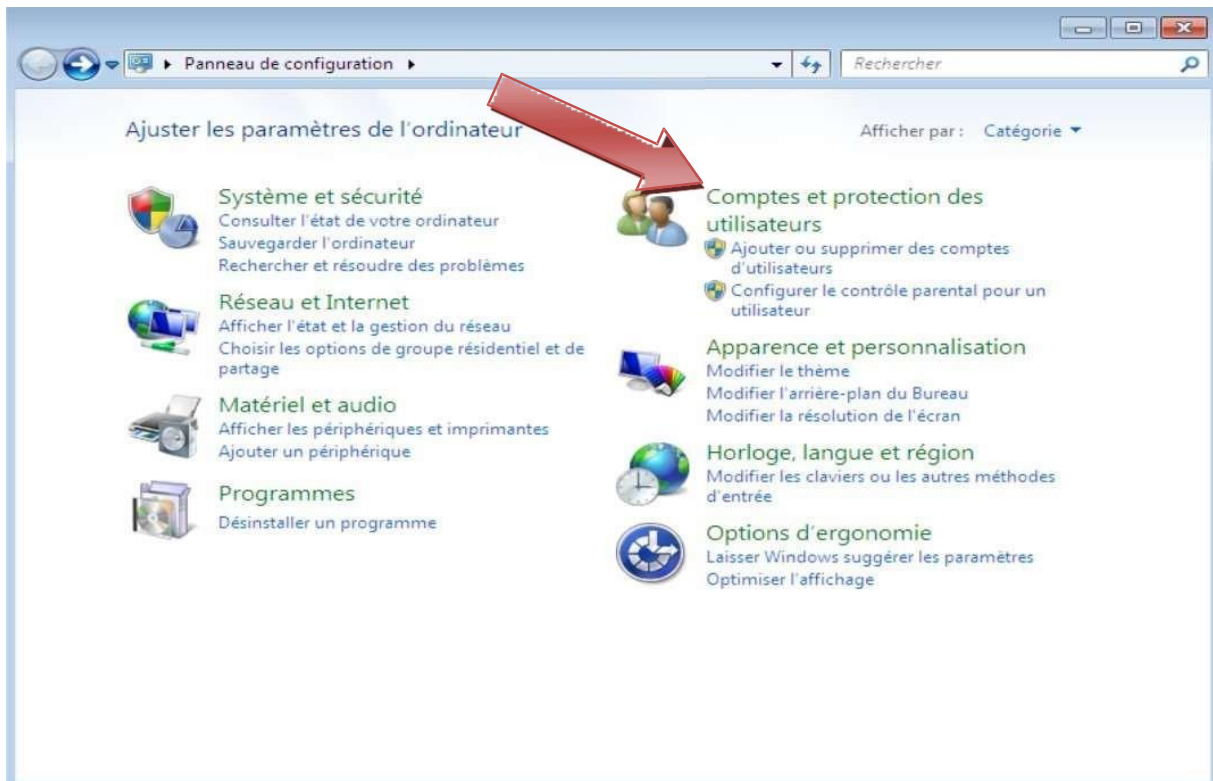 Panneau de configuration
Rechercher
Ajuster les paramètres de l'ordinateur
Afficher par : Catégorie
Système et sécurité
Consulter l'état de votre ordinateur
Sauvegarder l'ordinateur
Rechercher et résoudre des problèmes
Réseau et Internet
Afficher l'état et la gestion du réseau
Choisir les options de groupe résidentiel et de
partage
Matériel et audio
Afficher les périphériques et imprimantes
Ajouter un périphérique
Programmes
Désinstaller un programme
Comptes et protection des
utilisateurs
Ajouter ou supprimer des comptes
d'utilisateurs
Configurer le contrôle parental pour un
utilisateur
Apparence et personnalisation
Modifier le thème
Modifier l'arrière-plan du Bureau
Modifier la résolution de l'écran
Horloge, langue et région
Modifier les claviers ou les autres méthodes
d'entrée
Options d'ergonomie
Laisser Windows suggérer les paramètres
Optimiser l'affichage